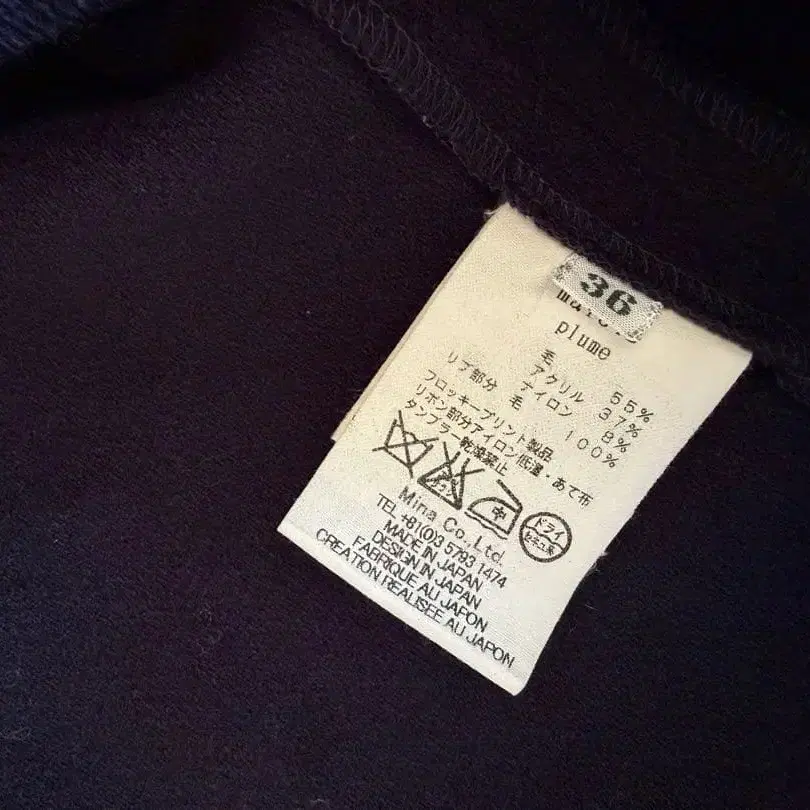 36
plume
毛 55%
アクリル 37%
ナイロン 8%
リブ部分 毛 100%
フロッキープリント製品
リボン部分アイロン低温・あて布
タンブラー乾燥禁止
ドライ
セキユ系
Mina Co.,Ltd.
TEL +81(0)3 5793 1474
MADE IN JAPAN
DESIGN IN JAPAN
FABRIQUE AU JAPON
CREATION REALISEE AU JAPON